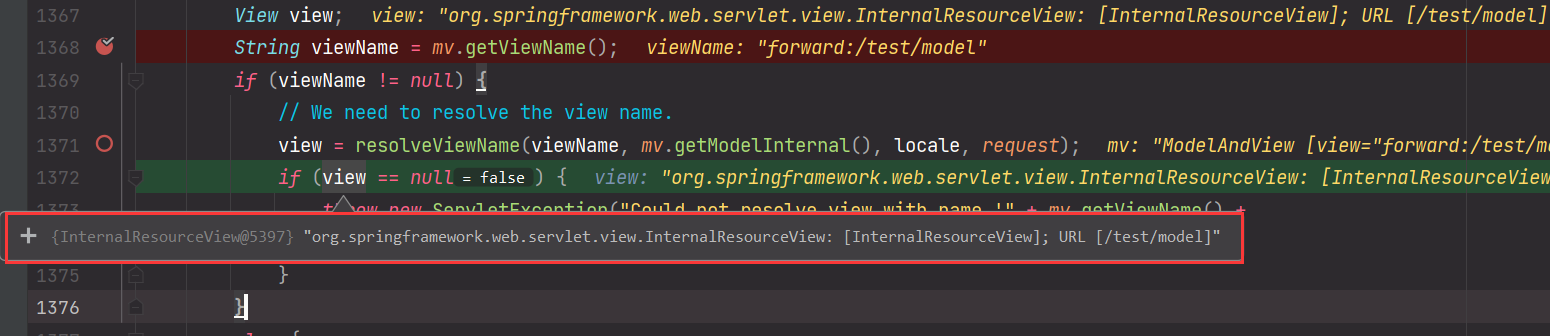 1367 View view; view: "org.springframework.web.servlet.view.InternalResourceView: [InternalResourceView]; URL [/test/model]
1368 String viewName = mv.getViewName(); viewName: "forward:/test/model"
1369 if (viewName != null) {
1370 // We need to resolve the view name.
1371 view = resolveViewName(viewName, mv.getModelInternal(), locale, request); mv: "ModelAndView [view="forward:/test/m
1372 if (view == null = false ) { view: "org.springframework.web.servlet.view.InternalResourceView: [InternalResourceView
1373 throw new ServletException("Could not resolve view with name '" + mv.getViewName() +
+ {InternalResourceView@5397} "org.springframework.web.servlet.view.InternalResourceView: [InternalResourceView]; URL [/test/model]"
1375 }
1376 }